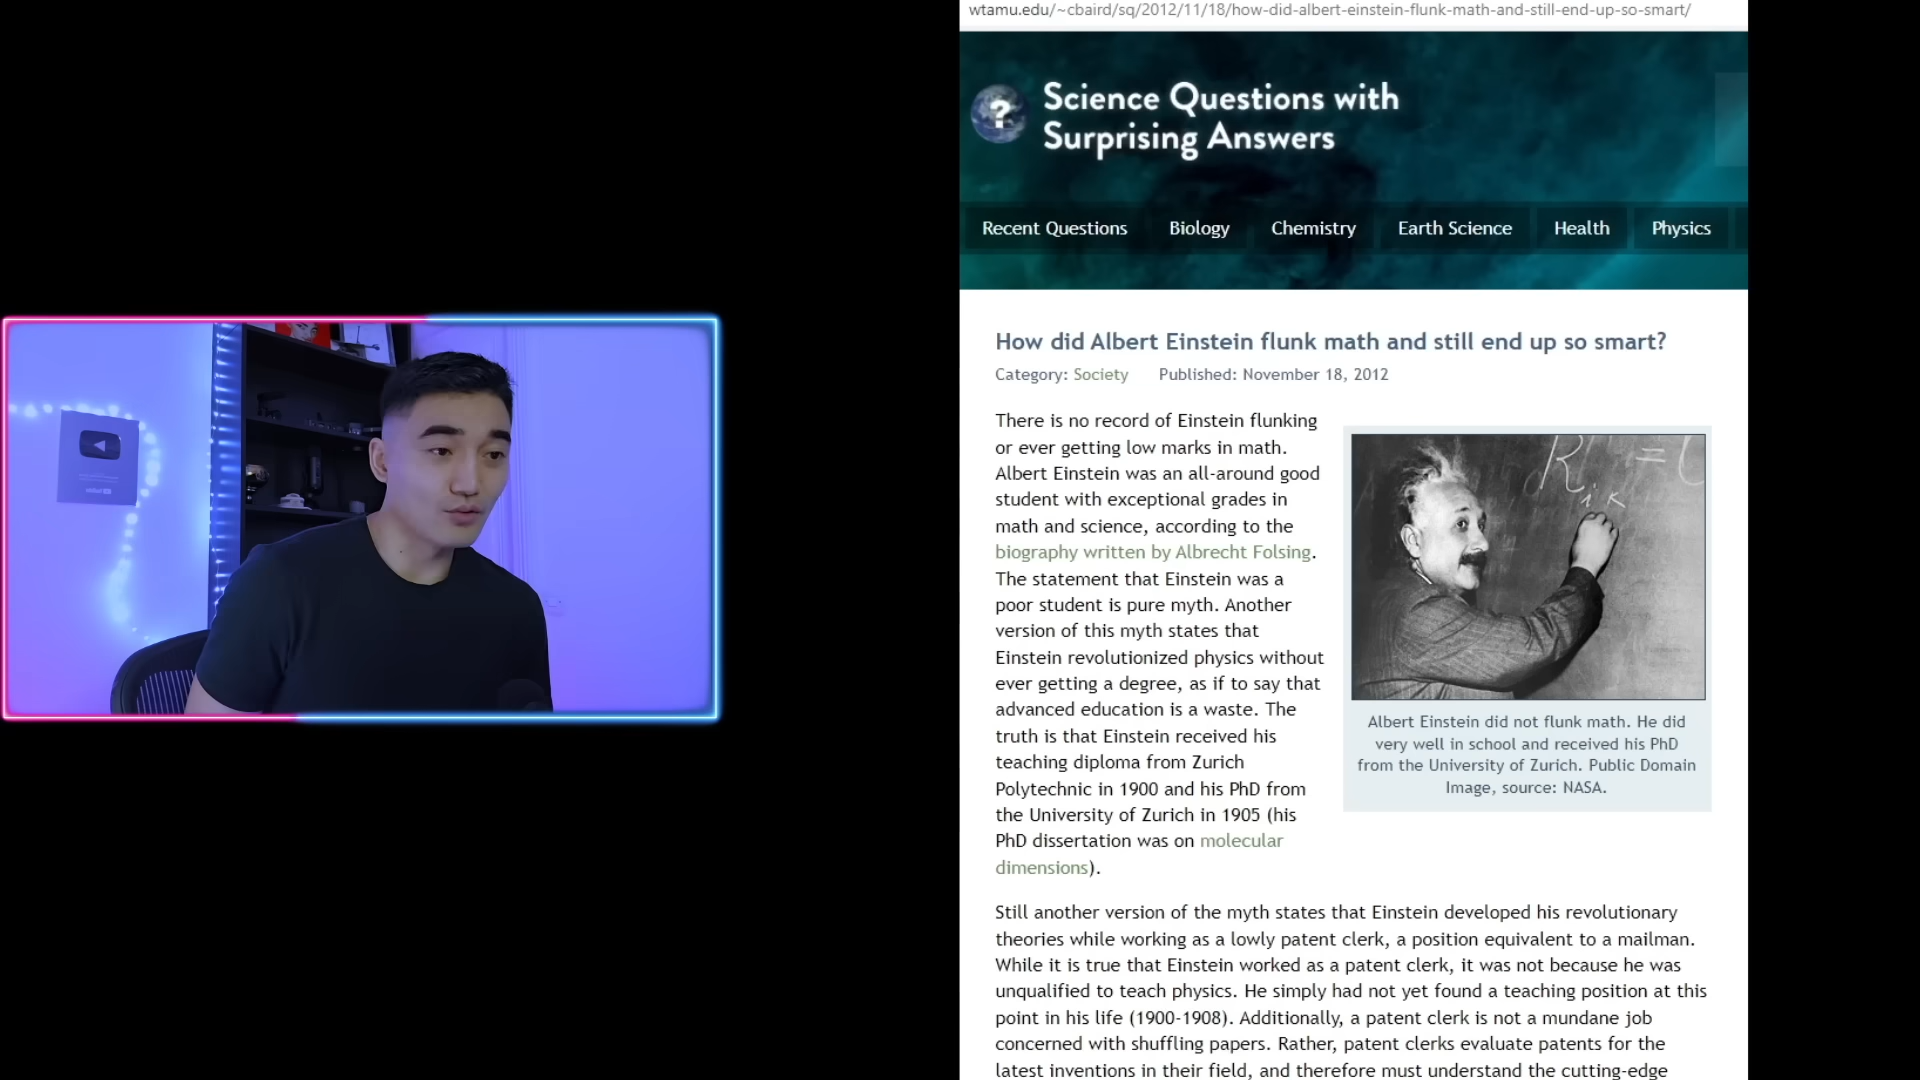 wtamu.edu/~cbaird/sq/2012/11/18/how-did-albert-einstein-flunk-math-and-still-end-up-so-smart/
?
Science Questions with
Surprising Answers
Recent Questions Biology Chemistry Earth Science Health Physics
How did Albert Einstein flunk math and still end up so smart?
Category: Society Published: November 18, 2012
There is no record of Einstein flunking
or ever getting low marks in math.
Albert Einstein was an all-around good
student with exceptional grades in
math and science, according to the
biography written by Albrecht Folsing.
The statement that Einstein was a
poor student is pure myth. Another
version of this myth states that
Einstein revolutionized physics without
ever getting a degree, as if to say that
advanced education is a waste. The
truth is that Einstein received his
teaching diploma from Zurich
Polytechnic in 1900 and his PhD from
the University of Zurich in 1905 (his
PhD dissertation was on molecular
dimensions).
R i k = 
Albert Einstein did not flunk math. He did
very well in school and received his PhD
from the University of Zurich. Public Domain
Image, source: NASA.
Still another version of the myth states that Einstein developed his revolutionary
theories while working as a lowly patent clerk, a position equivalent to a mailman.
While it is true that Einstein worked as a patent clerk, it was not because he was
unqualified to teach physics. He simply had not yet found a teaching position at this
point in his life (1900-1908). Additionally, a patent clerk is not a mundane job
concerned with shuffling papers. Rather, patent clerks evaluate patents for the
latest inventions in their field, and therefore must understand the cutting-edge